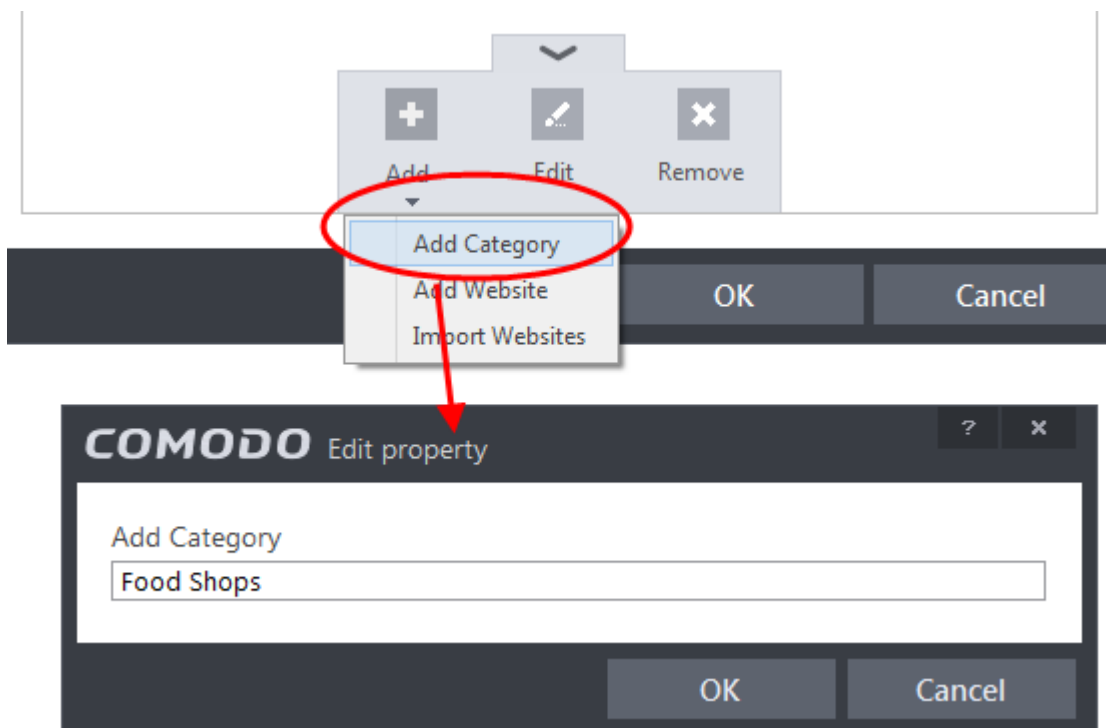 Add Edit Remove
Add Category
Add Website
Import Websites
OK Cancel
COMODO Edit property ? ×
Add Category
Food Shops
OK Cancel